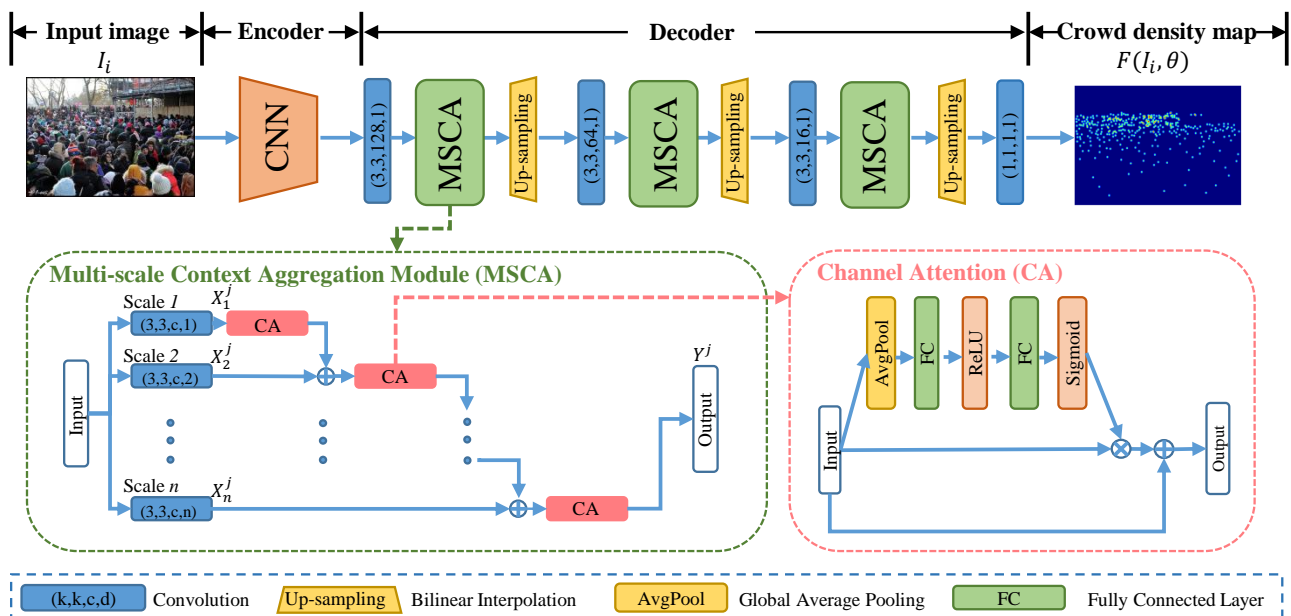 Input image
Encoder
Decoder
Crowd density map
I_i
F(I_i, θ)
CNN
(3,3,128,1)
MSCA
Up-sampling
(3,3,64,1)
MSCA
Up-sampling
(3,3,16,1)
MSCA
Up-sampling
(1,1,1,1)
Multi-scale Context Aggregation Module (MSCA)
Input
Scale 1
X_1^j
(3,3,c,1)
CA
Scale 2
X_2^j
(3,3,c,2)
CA
Scale n
X_n^j
(3,3,c,n)
CA
Y^j
Output
Channel Attention (CA)
Input
AvgPool
FC
ReLU
FC
Sigmoid
Output
(k,k,c,d) Convolution
Up-sampling Bilinear Interpolation
AvgPool Global Average Pooling
FC Fully Connected Layer